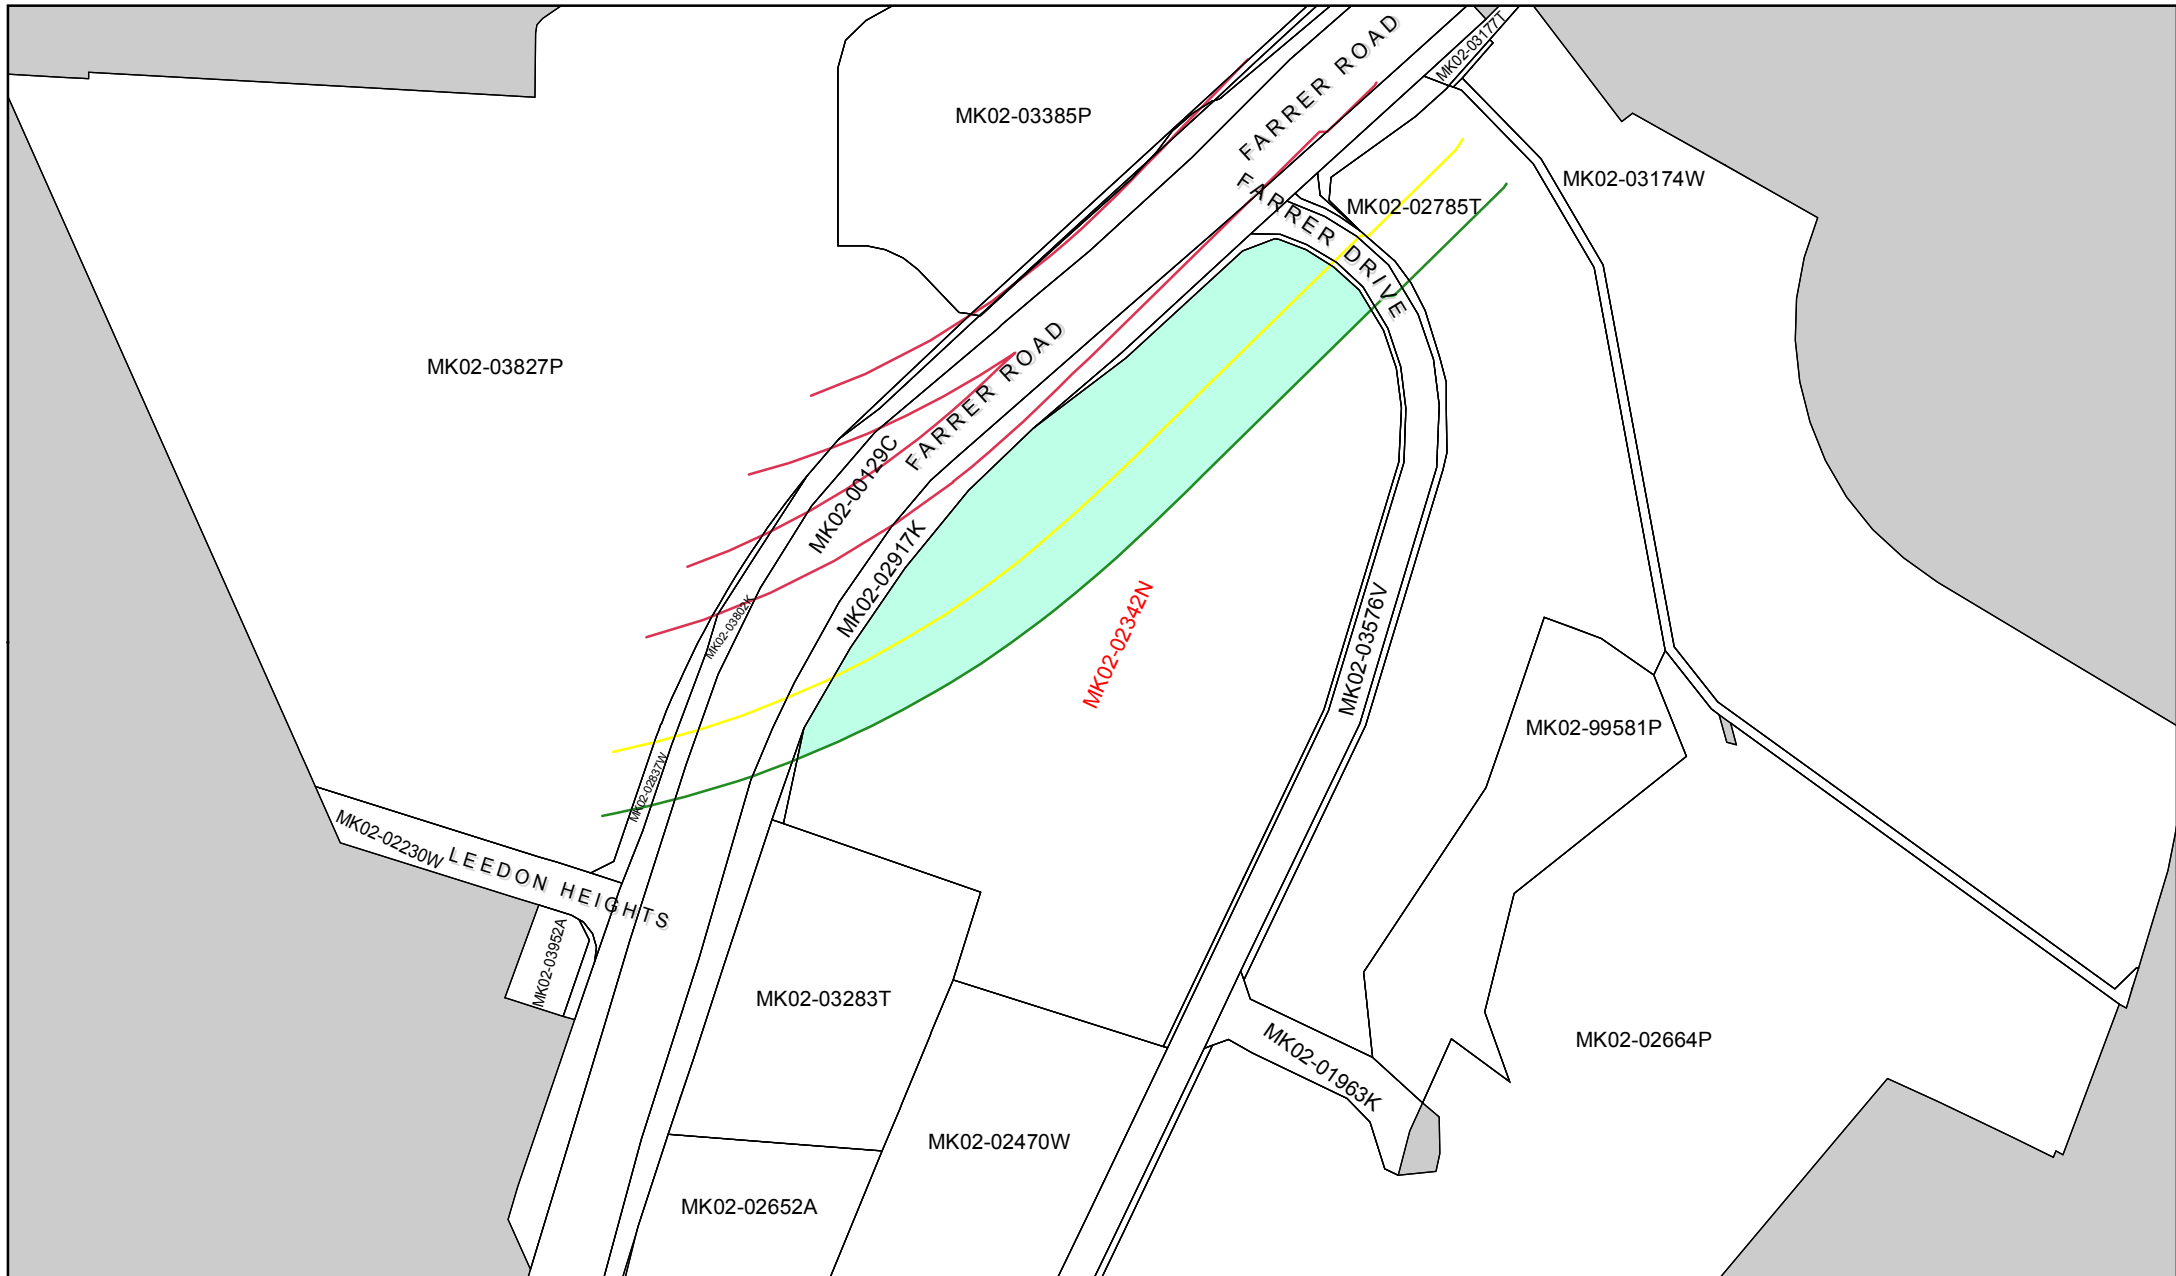 FARRER ROAD
MK02-03177T
MK02-03385P
MK02-03174W
FARRER DRIVE
MK02-02785T
MK02-03827P
FARRER ROAD
MK02-00129C
MK02-02917K
MK02-03802K
MK02-02342N
MK02-03576V
MK02-99581P
MK02-02837W
MK02-02230W
LEEDON HEIGHTS
MK02-03952A
MK02-03283T
MK02-01963K
MK02-02664P
MK02-02470W
MK02-02652A